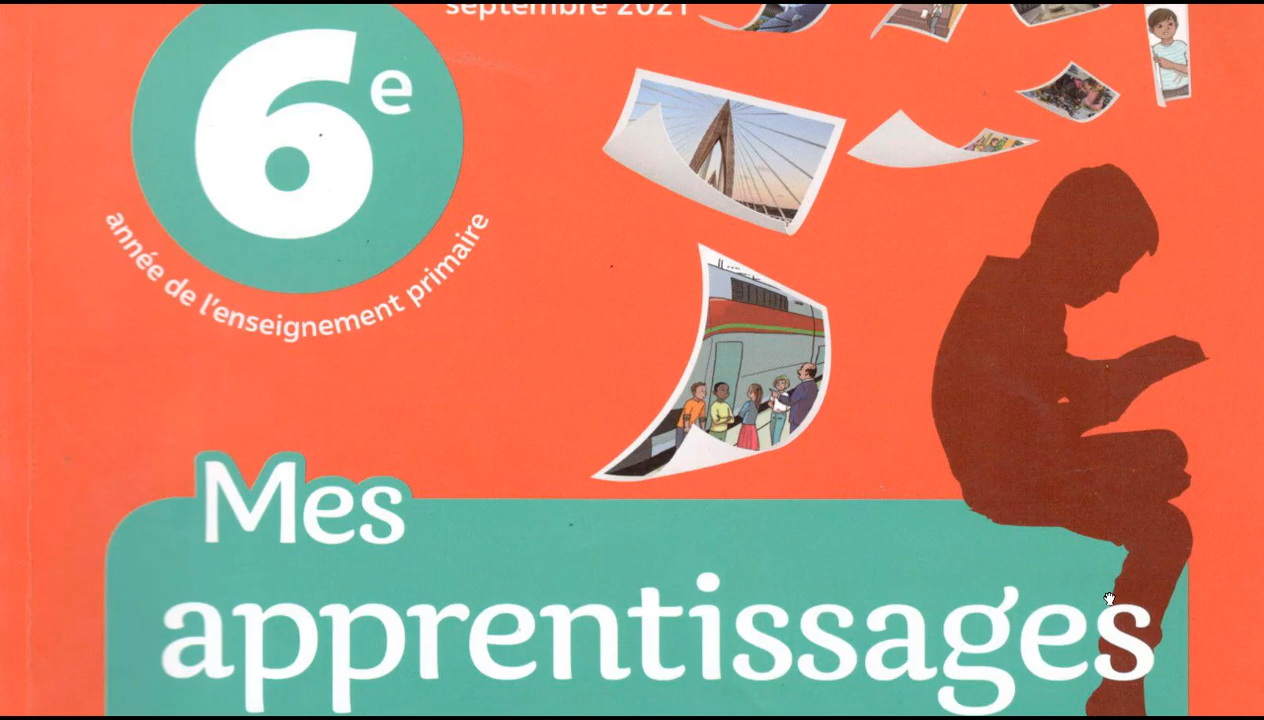 septembre 2021
6e
année de l'enseignement primaire
Mes
apprentissages